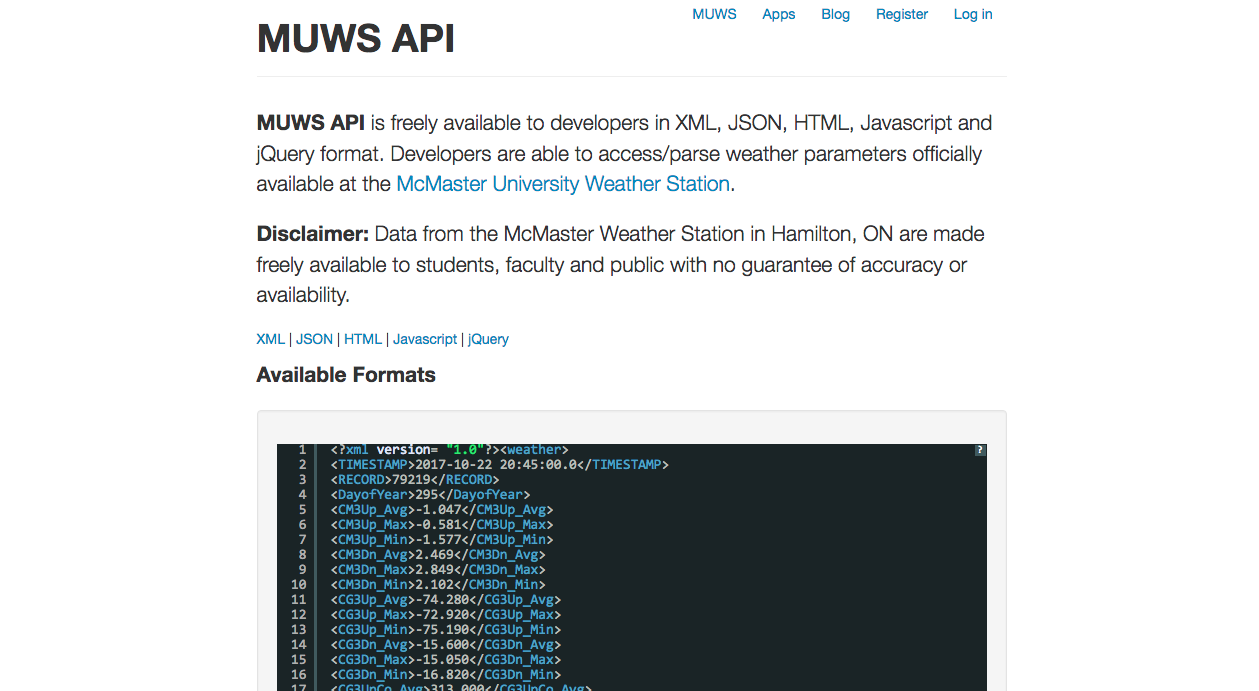 MUWS Apps Blog Register Log in
MUWS API
MUWS API is freely available to developers in XML, JSON, HTML, Javascript and
jQuery format. Developers are able to access/parse weather parameters officially
available at the McMaster University Weather Station.
Disclaimer: Data from the McMaster Weather Station in Hamilton, ON are made
freely available to students, faculty and public with no guarantee of accuracy or
availability.
XML | JSON | HTML | Javascript | jQuery
Available Formats
?
1 <?xml version= "1.0"?><weather>
2 <TIMESTAMP>2017-10-22 20:45:00.0</TIMESTAMP>
3 <RECORD>79219</RECORD>
4 <DayofYear>295</DayofYear>
5 <CM3Up_Avg>-1.047</CM3Up_Avg>
6 <CM3Up_Max>-0.581</CM3Up_Max>
7 <CM3Up_Min>-1.577</CM3Up_Min>
8 <CM3Dn_Avg>2.469</CM3Dn_Avg>
9 <CM3Dn_Max>2.849</CM3Dn_Max>
10 <CM3Dn_Min>2.102</CM3Dn_Min>
11 <CG3Up_Avg>-74.280</CG3Up_Avg>
12 <CG3Up_Max>-72.920</CG3Up_Max>
13 <CG3Up_Min>-75.190</CG3Up_Min>
14 <CG3Dn_Avg>-15.600</CG3Dn_Avg>
15 <CG3Dn_Max>-15.050</CG3Dn_Max>
16 <CG3Dn_Min>-16.820</CG3Dn_Min>
17 <CG3UpCo_Avg>313.000</CG3UpCo_Avg>